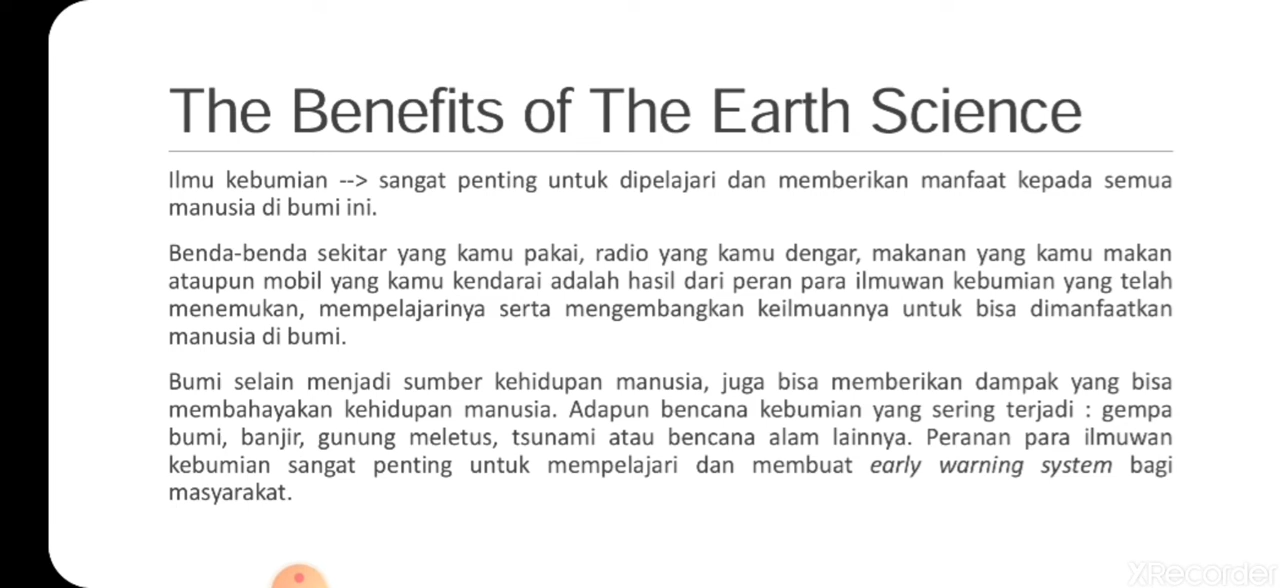 The Benefits of The Earth Science
Ilmu kebumian --> sangat penting untuk dipelajari dan memberikan manfaat kepada semua
manusia di bumi ini.
Benda-benda sekitar yang kamu pakai, radio yang kamu dengar, makanan yang kamu makan
ataupun mobil yang kamu kendarai adalah hasil dari peran para ilmuwan kebumian yang telah
menemukan, mempelajarinya serta mengembangkan keilmuannya untuk bisa dimanfaatkan
manusia di bumi.
Bumi selain menjadi sumber kehidupan manusia, juga bisa memberikan dampak yang bisa
membahayakan kehidupan manusia. Adapun bencana kebumian yang sering terjadi : gempa
bumi, banjir, gunung meletus, tsunami atau bencana alam lainnya. Peranan para ilmuwan
kebumian sangat penting untuk mempelajari dan membuat early warning system bagi
masyarakat.
XRecorder